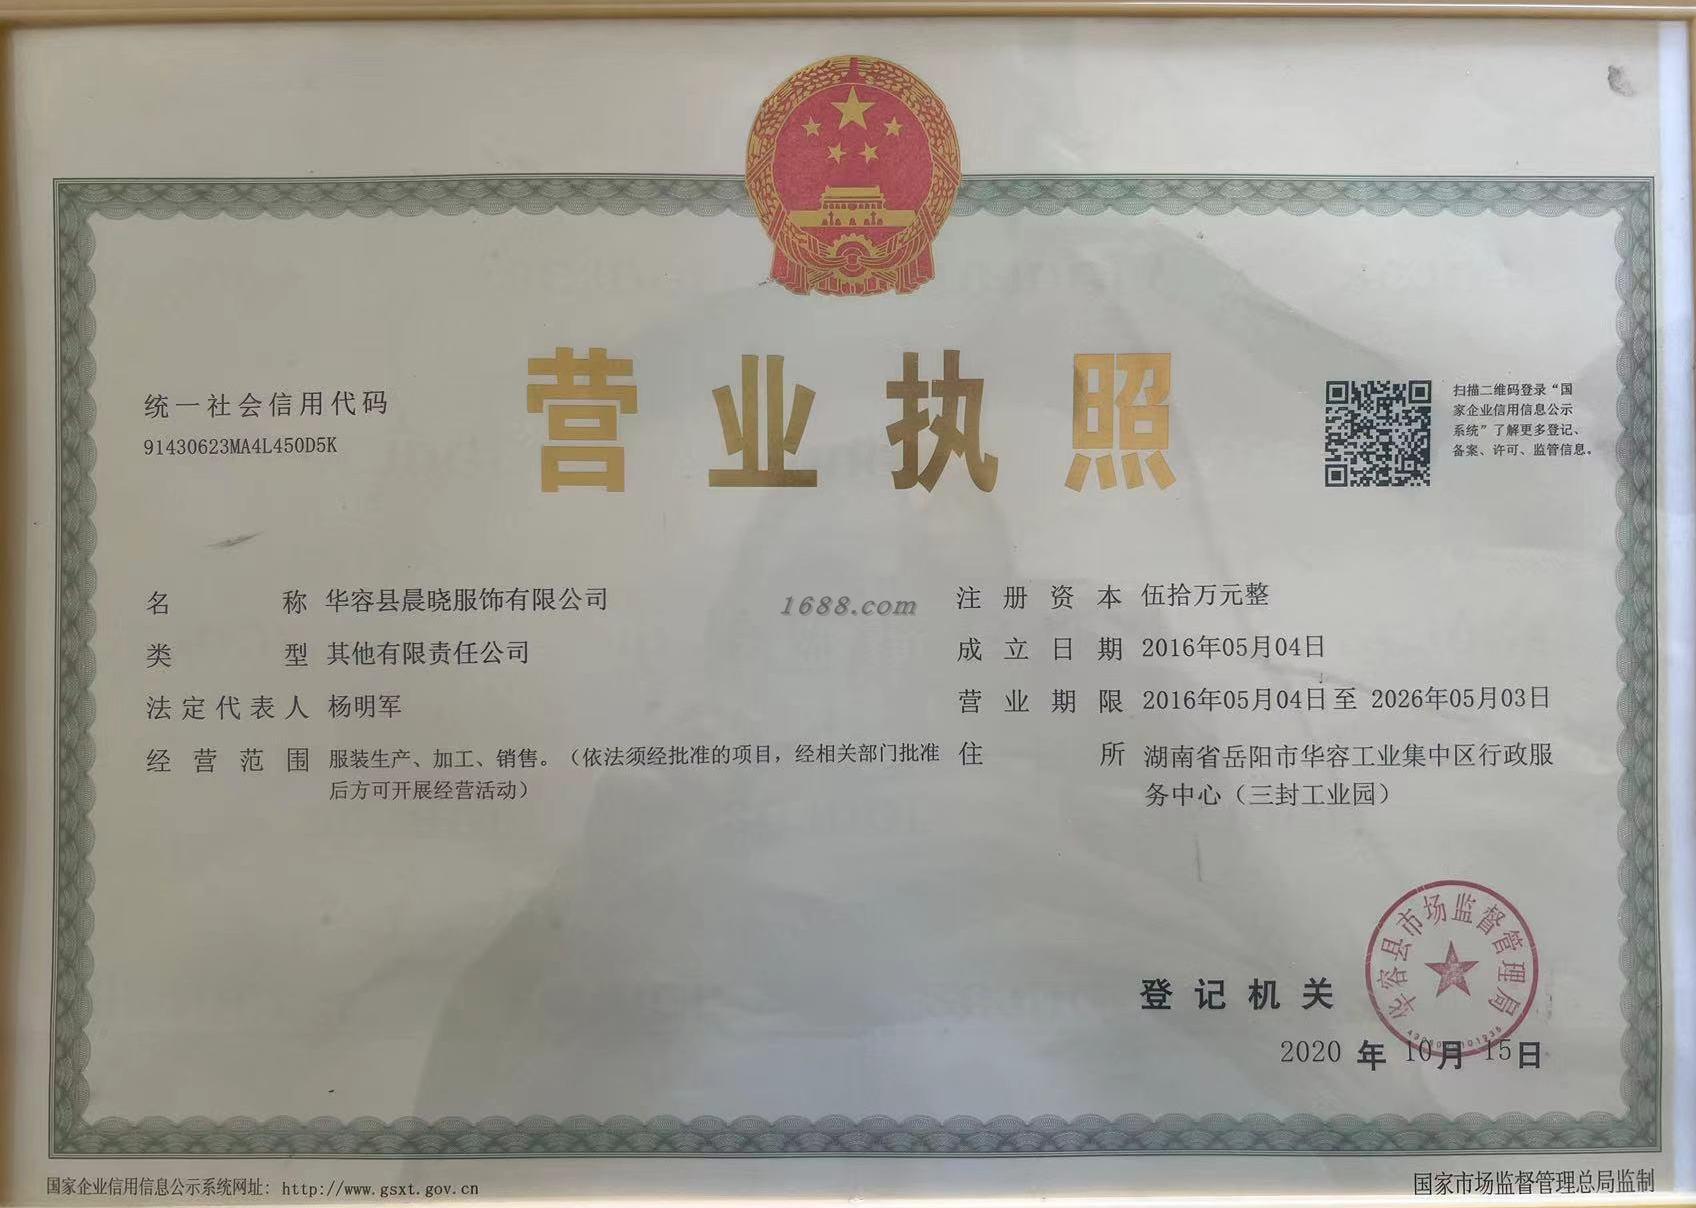 营业执照
统一社会信用代码
91430623MA4L450D5K
扫描二维码登录“国
家企业信用信息公示
系统”了解更多登记、
备案、许可、监管信息。
名称 华容县晨晓服饰有限公司
类型 其他有限责任公司
法定代表人 杨明军
经营范围 服装生产、加工、销售。（依法须经批准的项目，经相关部门批准
后方可开展经营活动）
1688.com
注册资本 伍拾万元整
成立日期 2016年05月04日
营业期限 2016年05月04日至 2026年05月03日
住所 湖南省岳阳市华容工业集中区行政服
务中心（三封工业园）
登记机关
华容县市场监督管理局
2020 年 10月 15日
国家企业信用信息公示系统网址：http://www.gsxt.gov.cn
国家市场监督管理总局监制